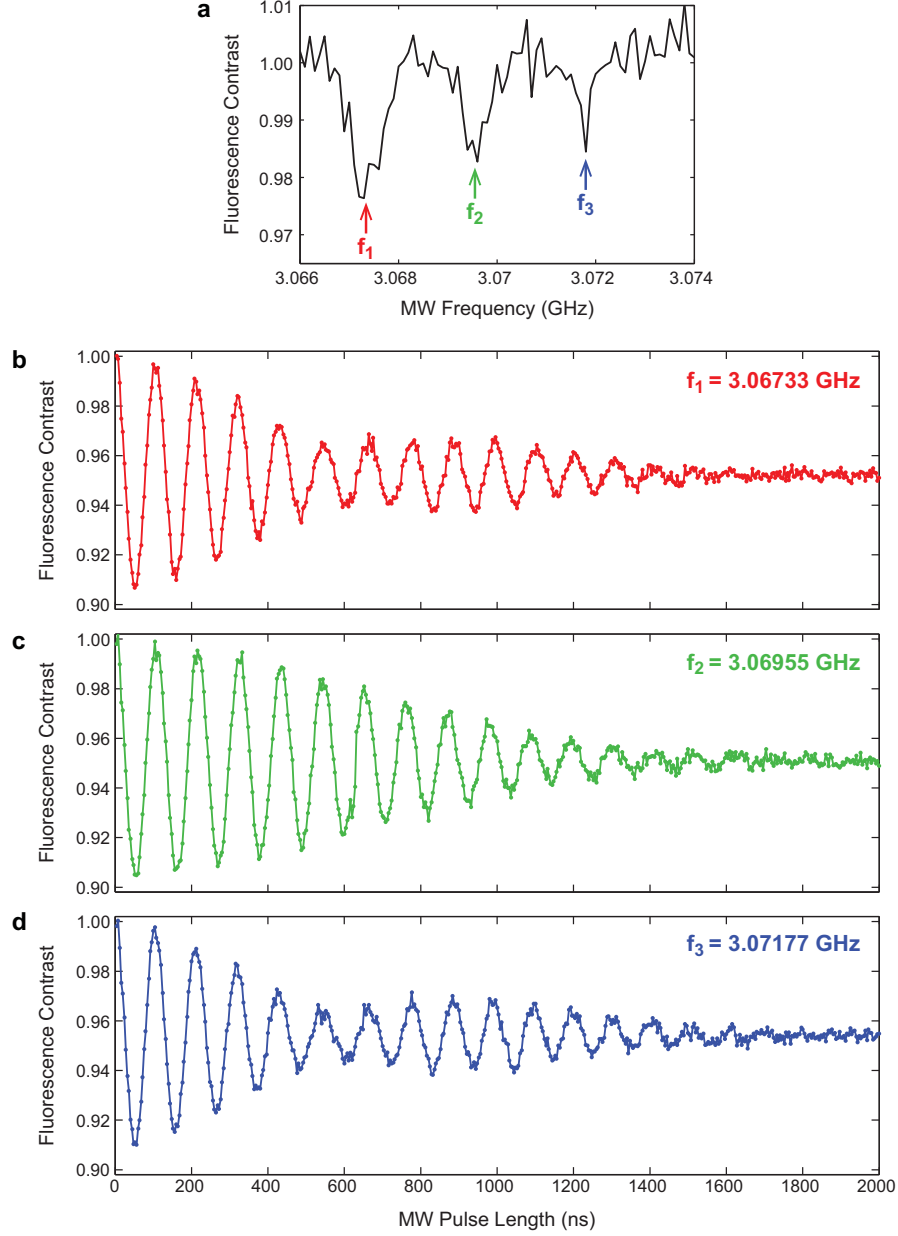 a
1.01
1.00
0.99
0.98
0.97
Fluorescence Contrast
f1
f2
f3
3.066 3.068 3.07 3.072 3.074
MW Frequency (GHz)
b
1.00
0.98
0.96
0.94
0.92
0.90
Fluorescence Contrast
f1 = 3.06733 GHz
c
1.00
0.98
0.96
0.94
0.92
0.90
Fluorescence Contrast
f2 = 3.06955 GHz
d
1.00
0.98
0.96
0.94
0.92
0.90
Fluorescence Contrast
f3 = 3.07177 GHz
0 200 400 600 800 1000 1200 1400 1600 1800 2000
MW Pulse Length (ns)